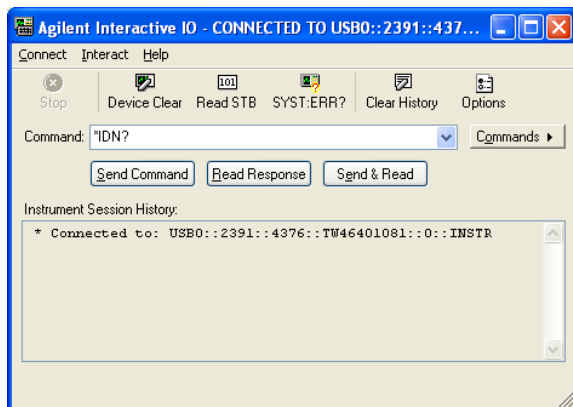 Agilent Interactive IO - CONNECTED TO USB0::2391::437...
Connect Interact Help
101
Stop Device Clear Read STB SYST:ERR? Clear History Options
Command: *IDN? Commands
Send Command Read Response Send & Read
Instrument Session History:
* Connected to: USB0::2391::4376::TW46401081::0::INSTR